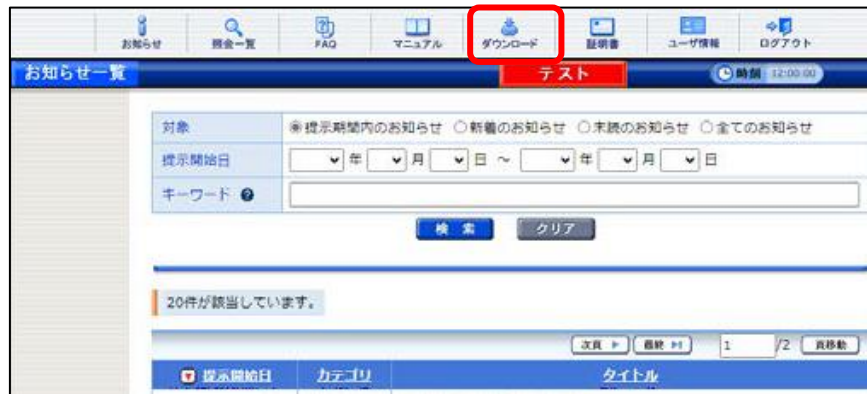 お知らせ 照会一覧 FAQ マニュアル ダウンロード 証明書 ユーザ情報 ログアウト
お知らせ一覧 テスト 時刻 12:00:00
対象 提示期間内のお知らせ 新着のお知らせ 未読のお知らせ 全てのお知らせ
提示開始日 年 月 日 ～ 年 月 日
キーワード ?
検 索 クリア
20件が該当しています。
次頁 最終 1 /2 頁移動
提示開始日 カテゴリ タイトル